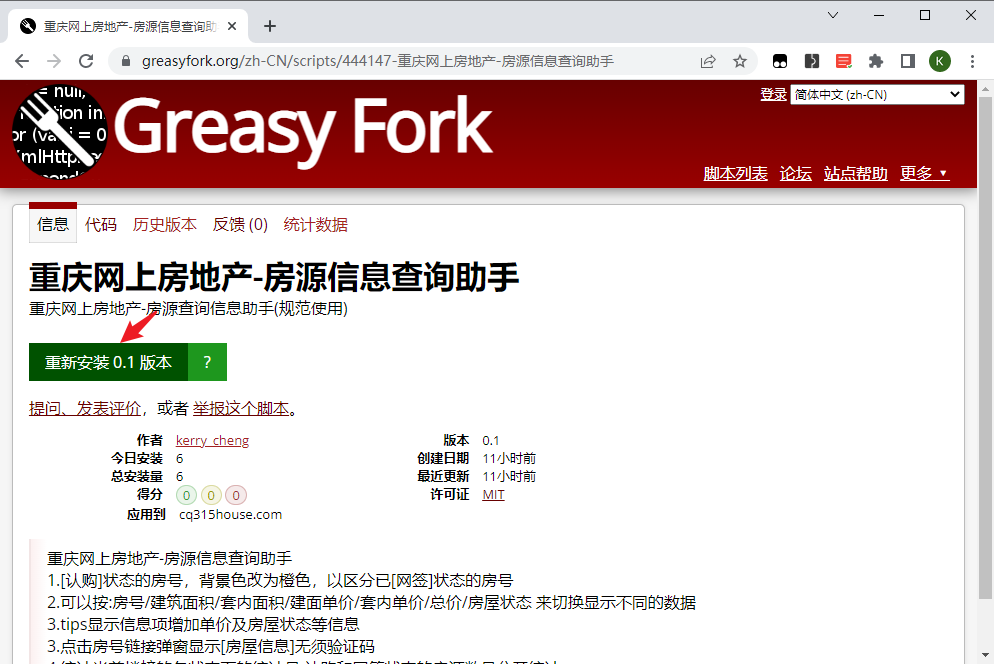 重庆网上房地产-房源信息查询助
greasyfork.org/zh-CN/scripts/444147-重庆网上房地产-房源信息查询助手
K
= null,
tion in
or (va i = 0
XmlHttp
Greasy Fork
登录 简体中文 (zh-CN)
脚本列表 论坛 站点帮助 更多
信息 代码 历史版本 反馈 (0) 统计数据
重庆网上房地产-房源信息查询助手
重庆网上房地产-房源查询信息助手(规范使用)
重新安装 0.1 版本 ?
提问、发表评价，或者 举报这个脚本。
作者 kerry_cheng 版本 0.1
今日安装 6 创建日期 11小时前
总安装量 6 最近更新 11小时前
得分 0 0 0 许可证 MIT
应用到 cq315house.com
重庆网上房地产-房源信息查询助手
1.[认购]状态的房号，背景色改为橙色，以区分已[网签]状态的房号
2.可以按:房号/建筑面积/套内面积/建面单价/套内单价/总价/房屋状态 来切换显示不同的数据
3.tips显示信息项增加单价及房屋状态等信息
3.点击房号链接弹窗显示[房屋信息]无须验证码